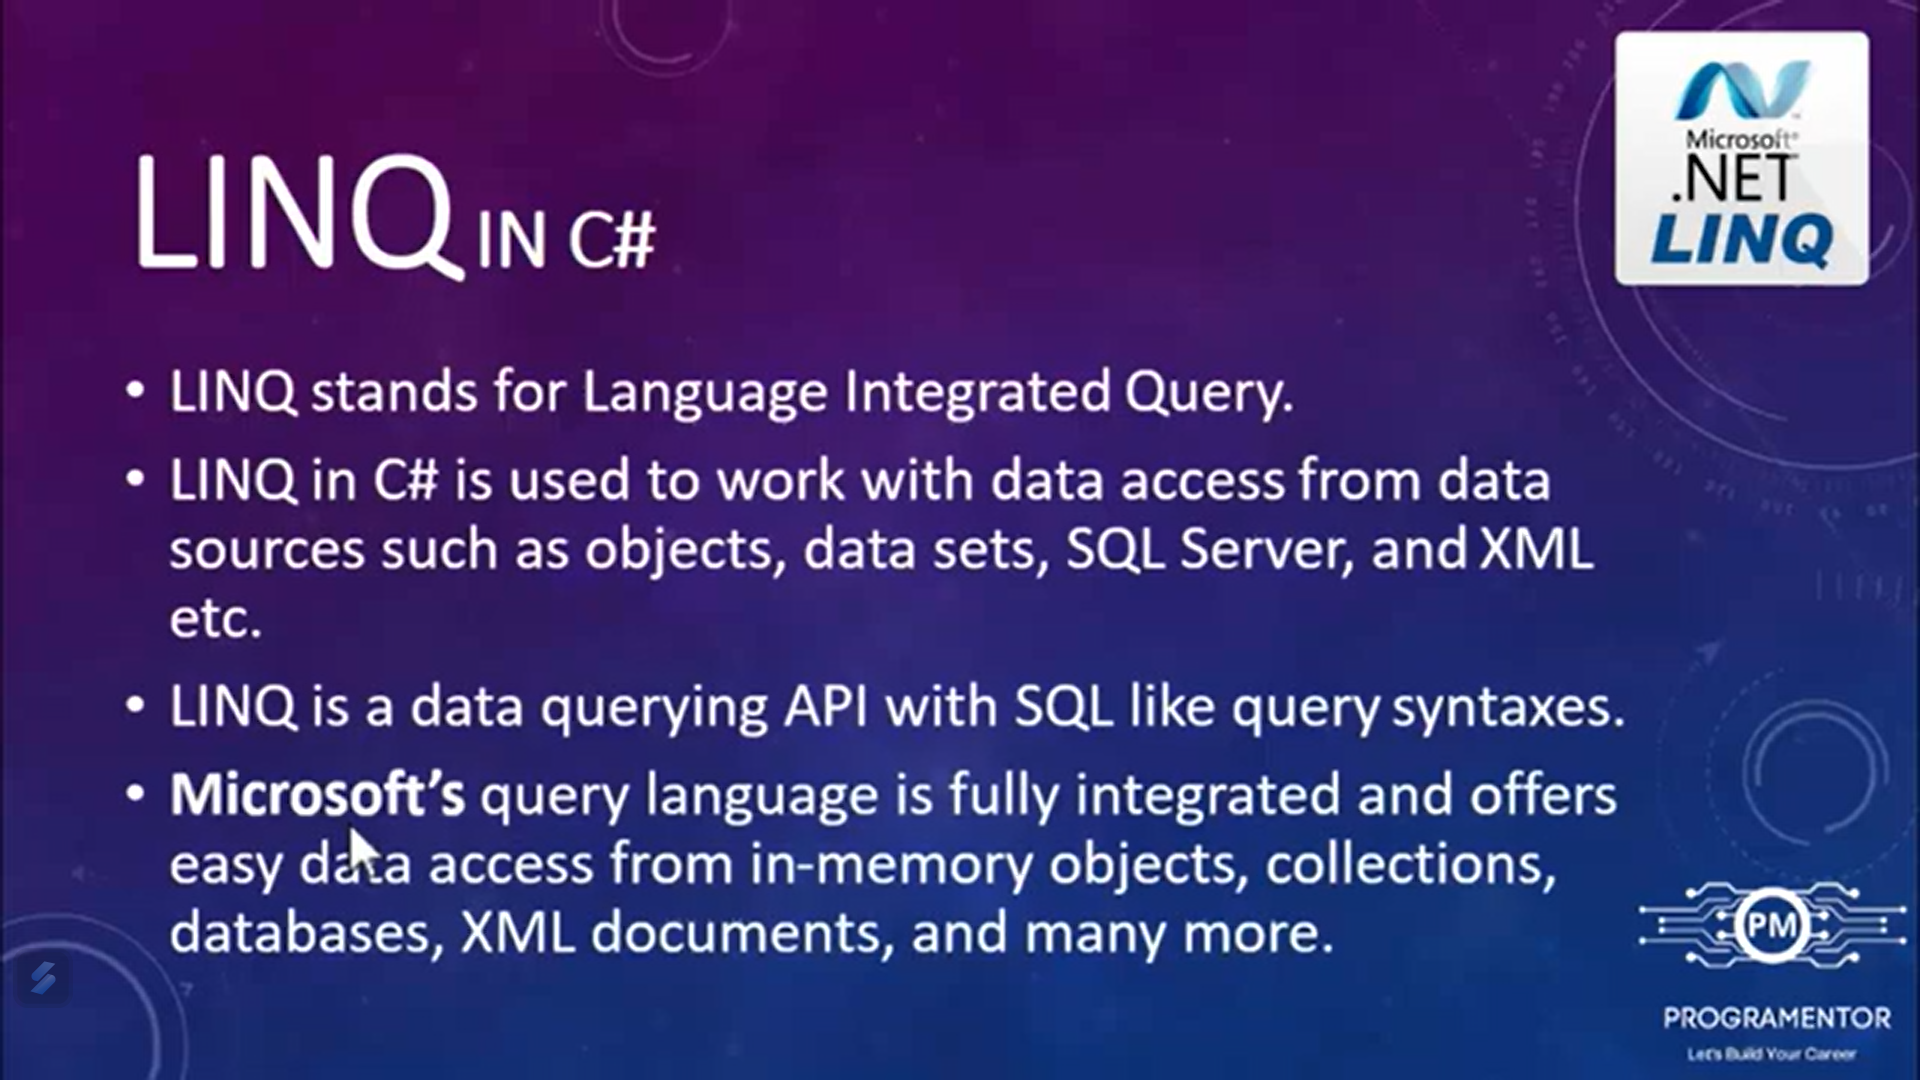 Microsoft®
.NET
LINQ
LINQ IN C#
• LINQ stands for Language Integrated Query.
• LINQ in C# is used to work with data access from data
sources such as objects, data sets, SQL Server, and XML
etc.
• LINQ is a data querying API with SQL like query syntaxes.
• Microsoft’s query language is fully integrated and offers
easy data access from in-memory objects, collections,
databases, XML documents, and many more.
PM
PROGRAMENTOR
Let's Build Your Career